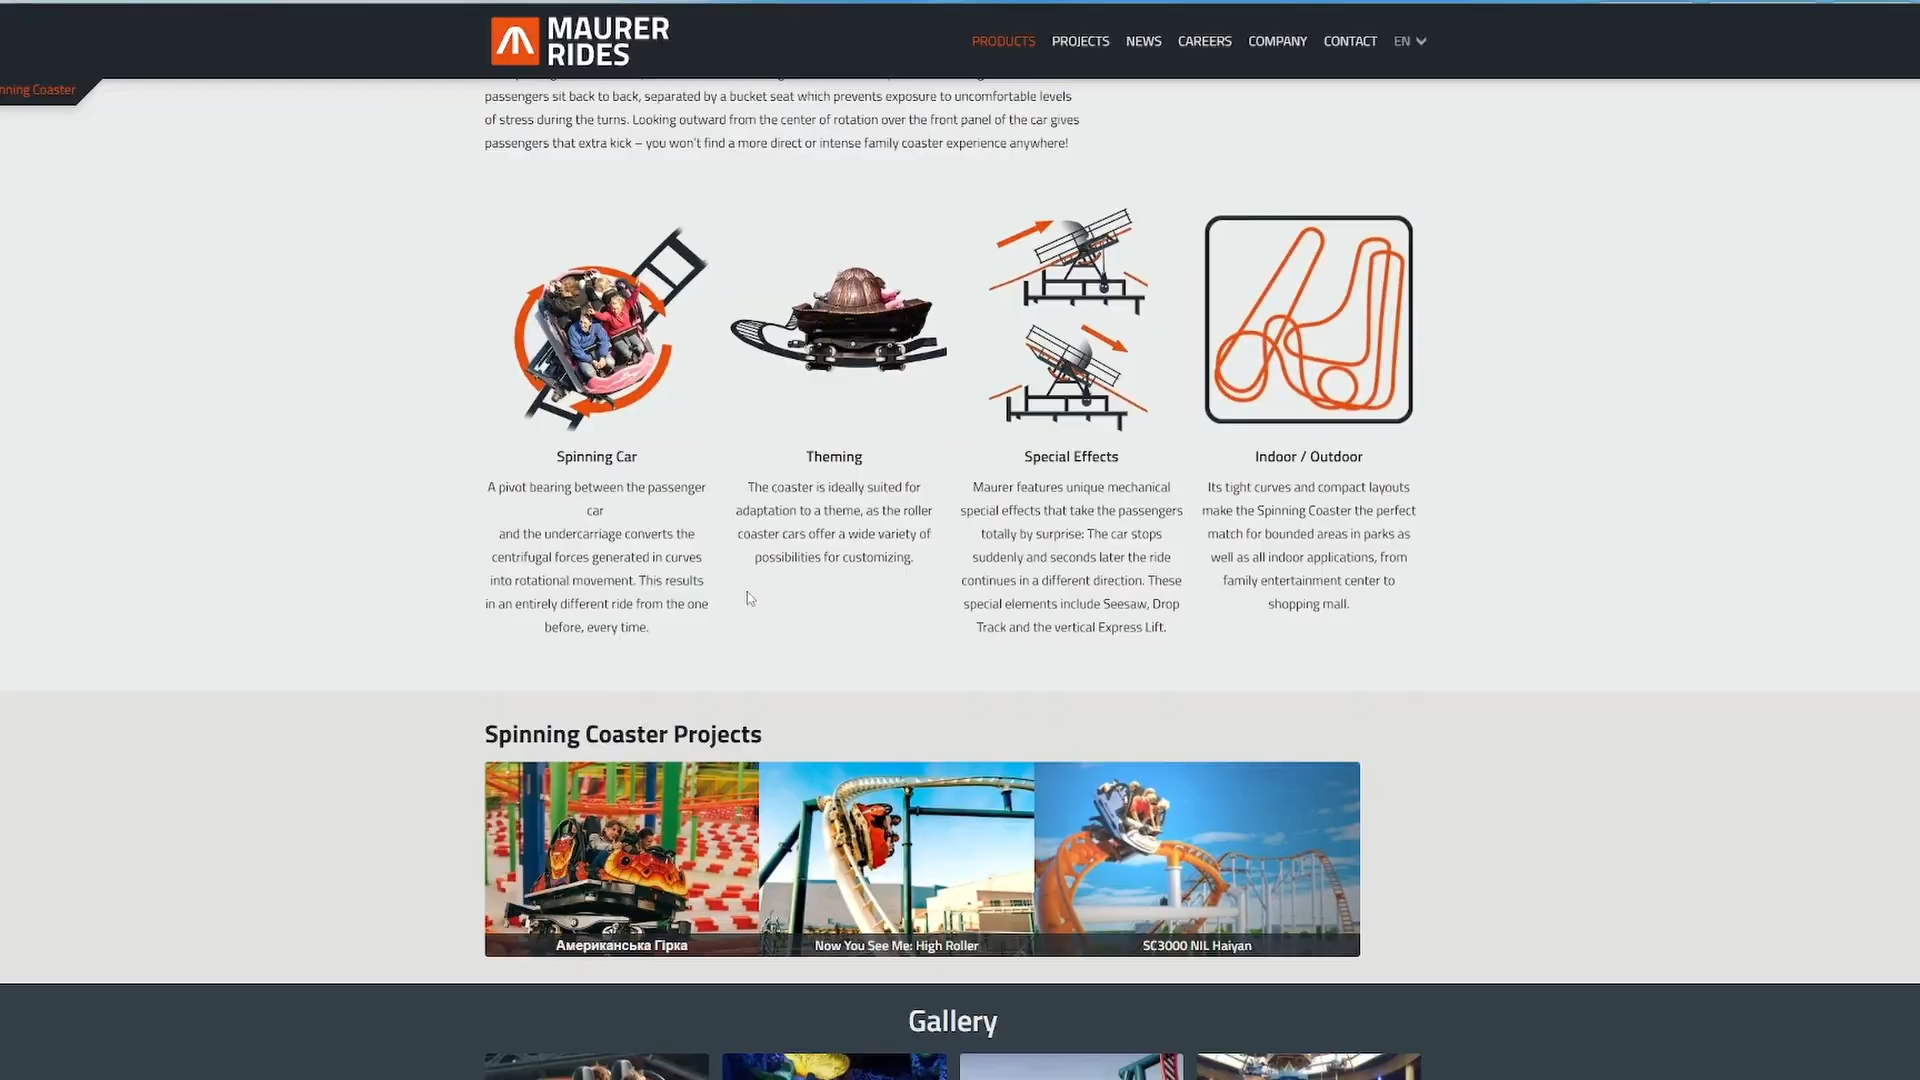 MAURER
RIDES
PRODUCTS
PROJECTS
NEWS
CAREERS
COMPANY
CONTACT
EN
nning Coaster
passengers sit back to back, separated by a bucket seat which prevents exposure to uncomfortable levels
of stress during the turns. Looking outward from the center of rotation over the front panel of the car gives
passengers that extra kick – you won't find a more direct or intense family coaster experience anywhere!
Spinning Car
A pivot bearing between the passenger
car
and the undercarriage converts the
centrifugal forces generated in curves
into rotational movement. This results
in an entirely different ride from the one
before, every time.
Theming
The coaster is ideally suited for
adaptation to a theme, as the roller
coaster cars offer a wide variety of
possibilities for customizing.
Special Effects
Maurer features unique mechanical
special effects that take the passengers
totally by surprise: The car stops
suddenly and seconds later the ride
continues in a different direction. These
special elements include Seesaw, Drop
Track and the vertical Express Lift.
Indoor / Outdoor
Its tight curves and compact layouts
make the Spinning Coaster the perfect
match for bounded areas in parks as
well as all indoor applications, from
family entertainment center to
shopping mall.
Spinning Coaster Projects
Американська Гірка
Now You See Me: High Roller
SC3000 NIL Haiyan
Gallery